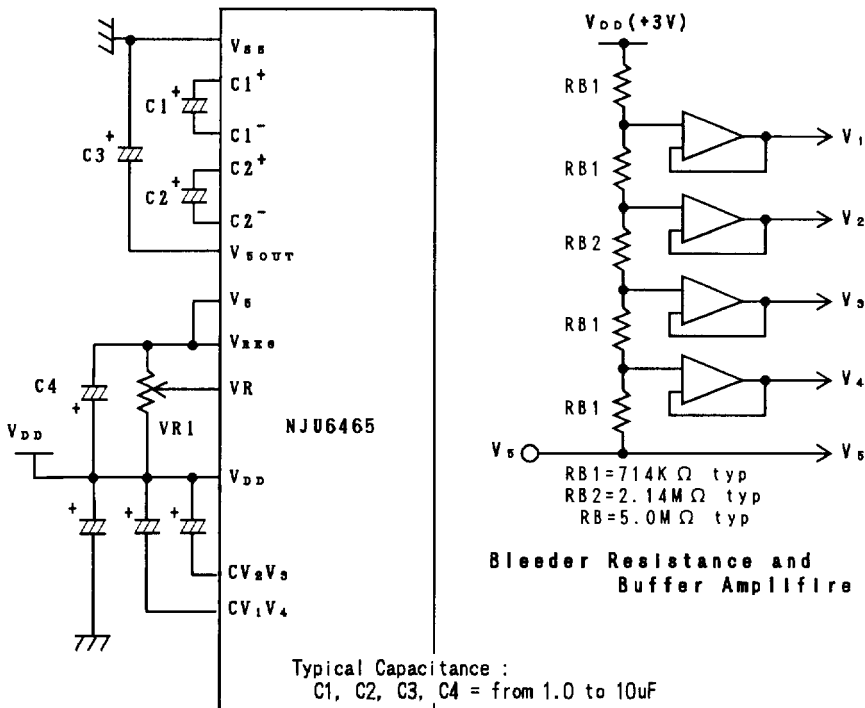 VSS
C1+
C1 +
C1-
C3 +
C2+
C2 +
C2-
V5OUT
V5
VR
C4
+
VR1
NJU6465
VDD
VDD
+ + +
CV2V3
CV1V4
Typical Capacitance :
C1, C2, C3, C4 = from 1.0 to 10uF
VDD(+3V)
RB1
V1
RB1
V2
RB2
V3
RB1
V4
RB1
V5
V5
RB1=714KΩ typ
RB2=2.14MΩ typ
RB=5.0MΩ typ
Bleeder Resistance and
Buffer Amplifire